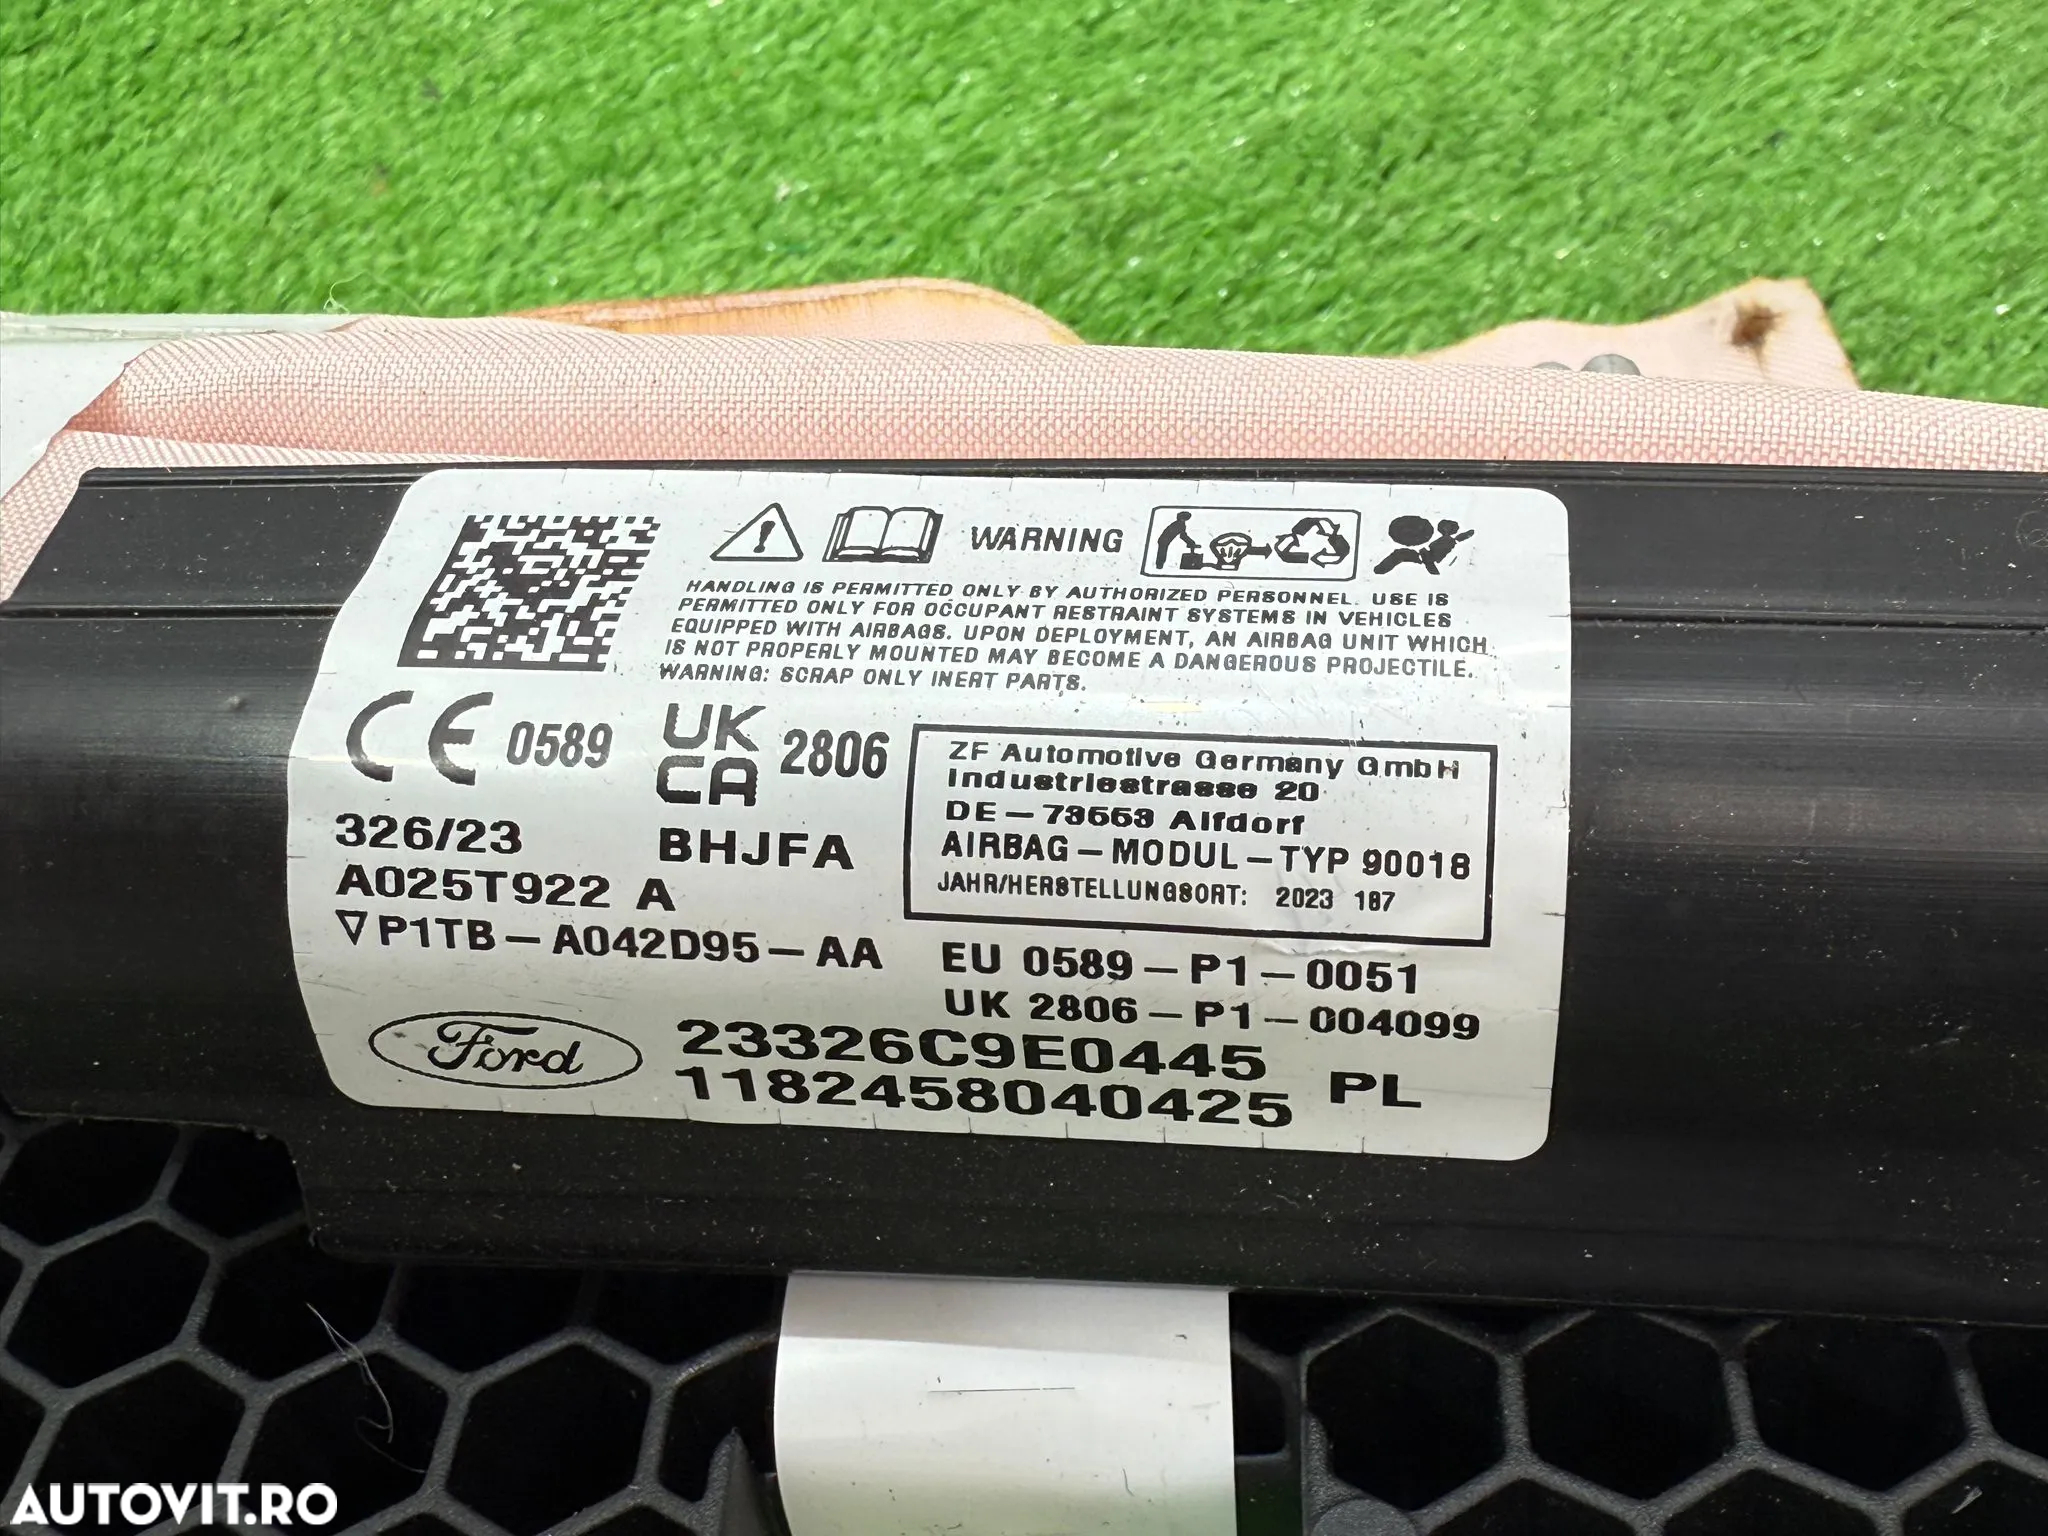 WARNING
HANDLING IS PERMITTED ONLY BY AUTHORIZED PERSONNEL. USE IS
PERMITTED ONLY FOR OCCUPANT RESTRAINT SYSTEMS IN VEHICLES
EQUIPPED WITH AIRBAGS. UPON DEPLOYMENT, AN AIRBAG UNIT WHICH
IS NOT PROPERLY MOUNTED MAY BECOME A DANGEROUS PROJECTILE.
WARNING: SCRAP ONLY INERT PARTS.
CE 0589 UK CA 2806
ZF Automotive Germany GmbH
Industriestrasse 20
DE-73553 Alfdorf
AIRBAG-MODUL-TYP 90018
JAHR/HERSTELLUNGSORT: 2023 187
326/23 BHJFA
A025T922 A
P1TB-A042D95-AA
EU 0589-P1-0051
UK 2806-P1-004099
Ford
23326C9E0445
1182458040425 PL
AUTOVIT.RO